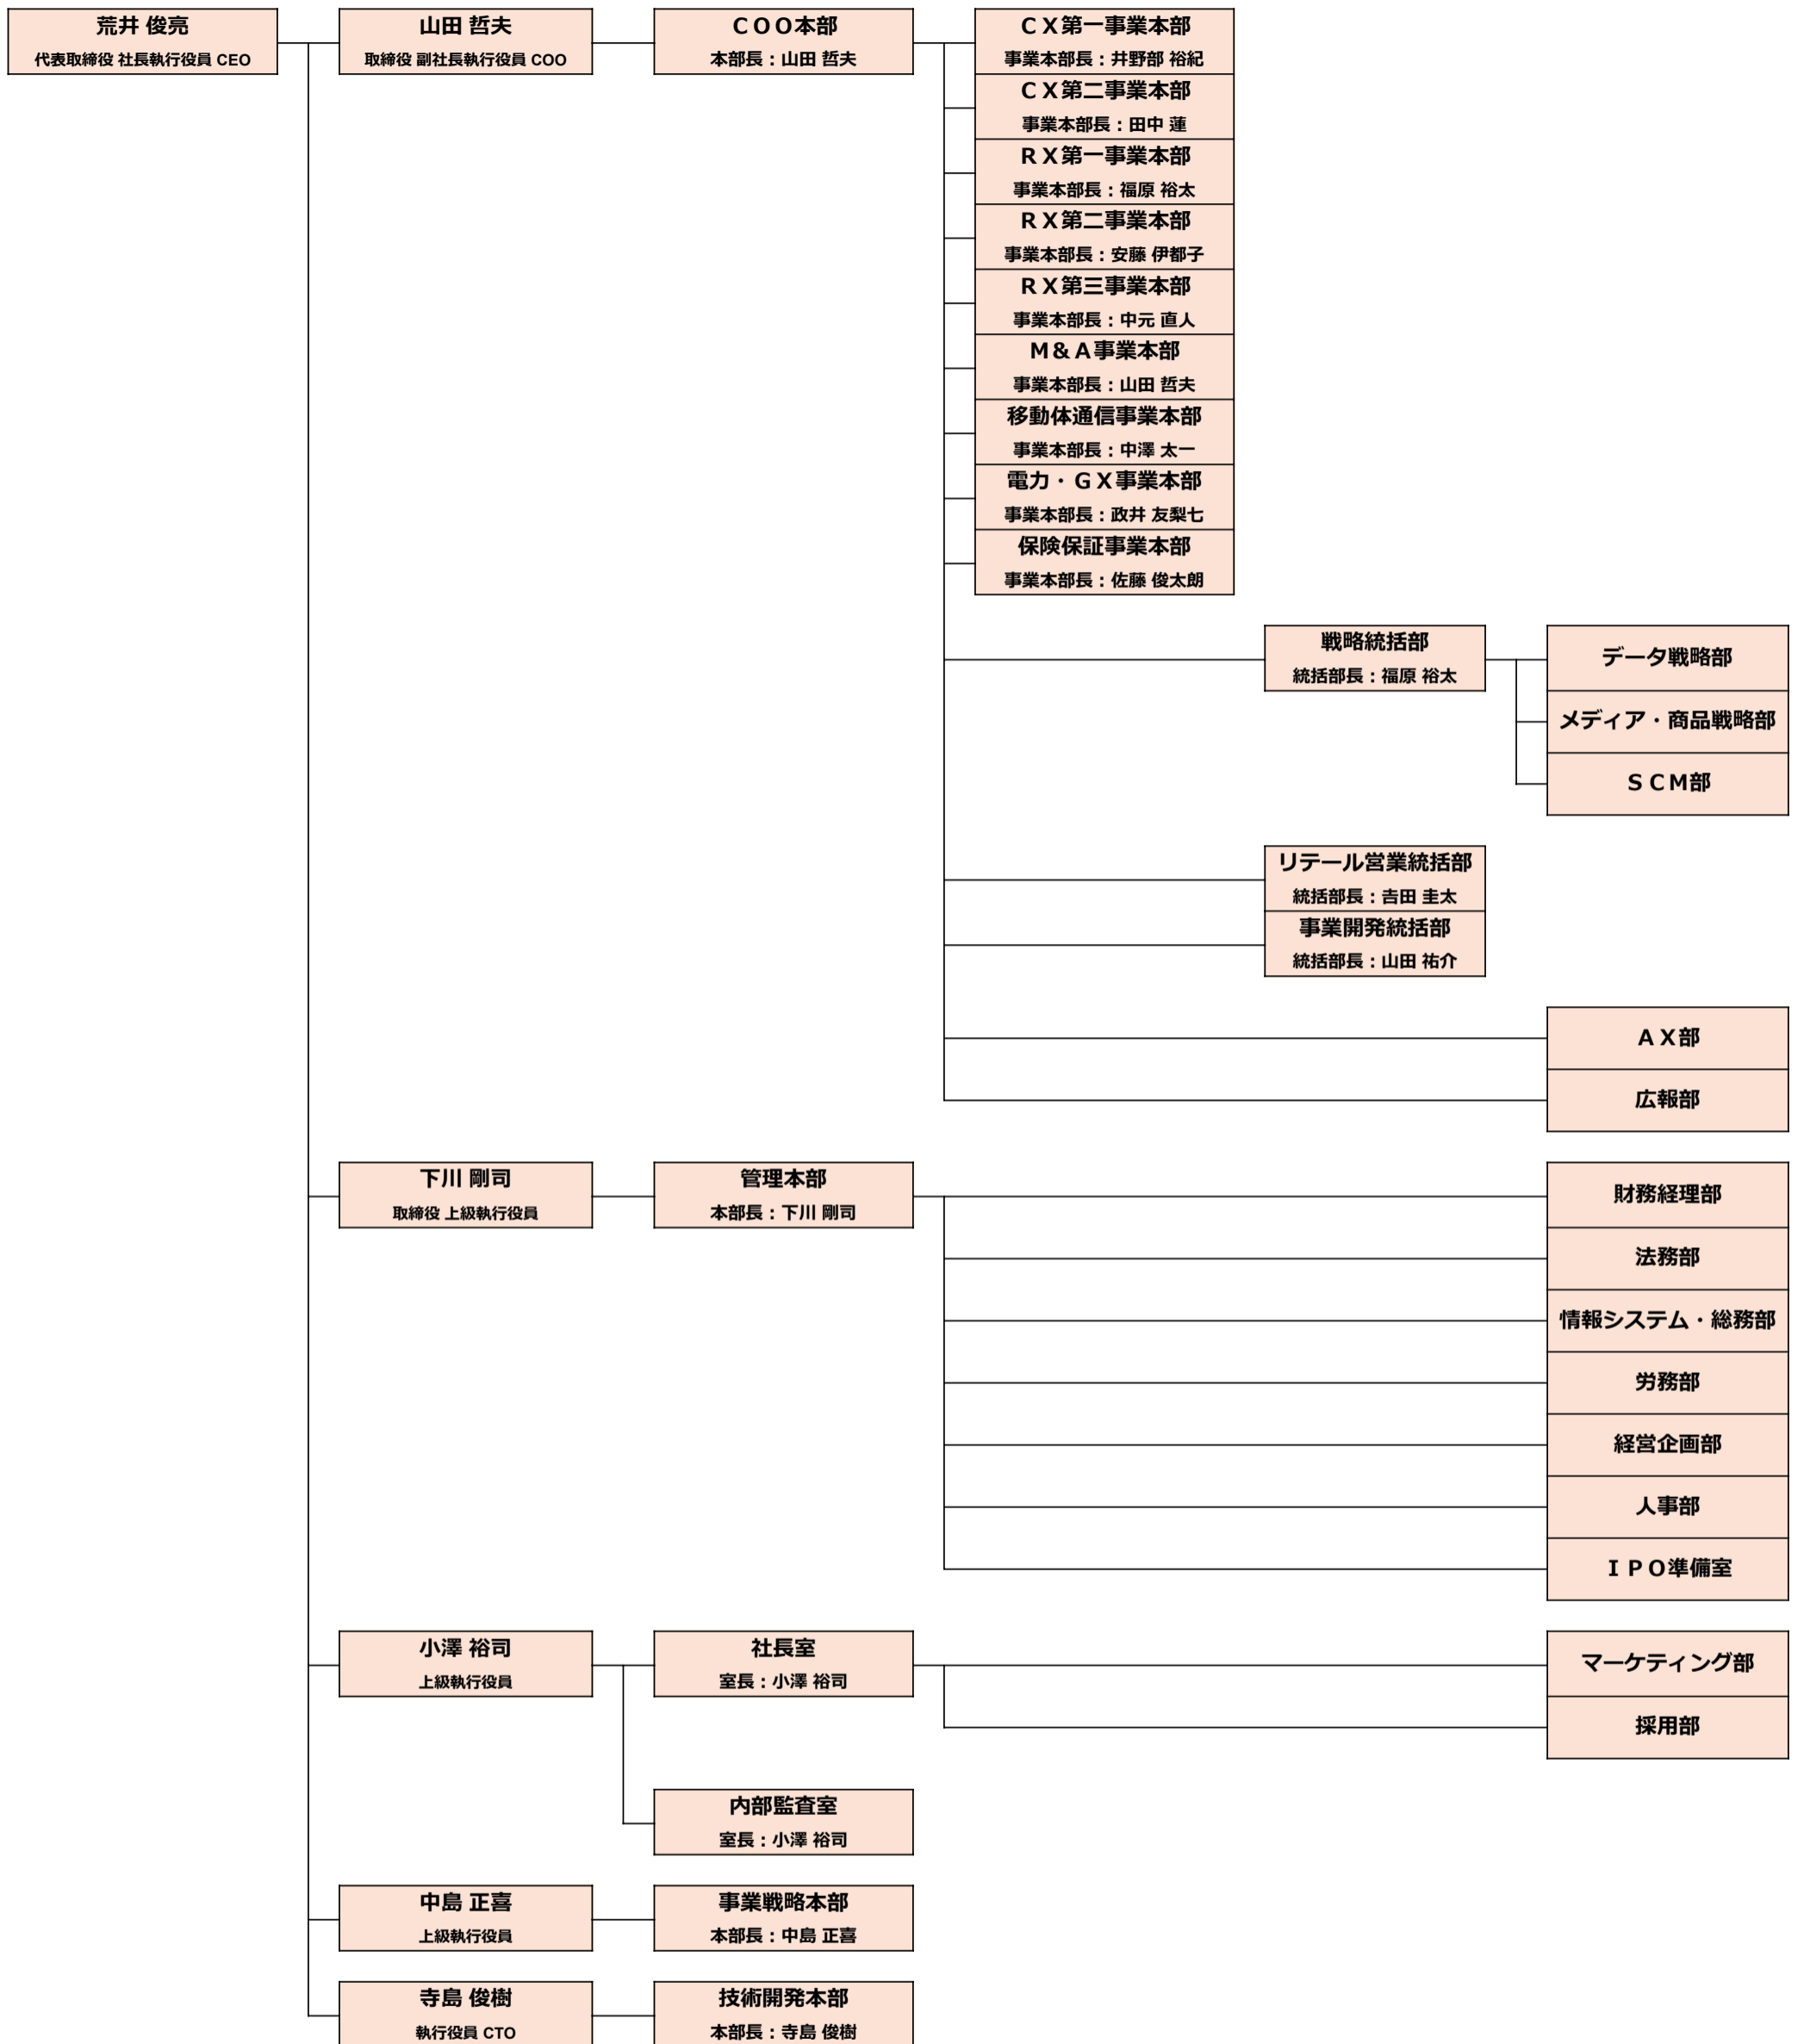 荒井 俊亮
代表取締役 社長執行役員 CEO
山田 哲夫
取締役 副社長執行役員 COO
ＣＯＯ本部
本部長：山田 哲夫
ＣＸ第一事業本部
事業本部長：井野部 裕紀
ＣＸ第二事業本部
事業本部長：田中 蓮
ＲＸ第一事業本部
事業本部長：福原 裕太
ＲＸ第二事業本部
事業本部長：安藤 伊都子
ＲＸ第三事業本部
事業本部長：中元 直人
Ｍ＆Ａ事業本部
事業本部長：山田 哲夫
移動体通信事業本部
事業本部長：中澤 太一
電力・ＧＸ事業本部
事業本部長：政井 友梨七
保険保証事業本部
事業本部長：佐藤 俊太朗
戦略統括部
統括部長：福原 裕太
データ戦略部
メディア・商品戦略部
ＳＣＭ部
リテール営業統括部
統括部長：𠮷田 圭太
事業開発統括部
統括部長：山田 祐介
ＡＸ部
広報部
下川 剛司
取締役 上級執行役員
管理本部
本部長：下川 剛司
財務経理部
法務部
情報システム・総務部
労務部
経営企画部
人事部
ＩＰＯ準備室
小澤 裕司
上級執行役員
社長室
室長：小澤 裕司
マーケティング部
採用部
内部監査室
室長：小澤 裕司
中島 正喜
上級執行役員
事業戦略本部
本部長：中島 正喜
寺島 俊樹
執行役員 CTO
技術開発本部
本部長：寺島 俊樹